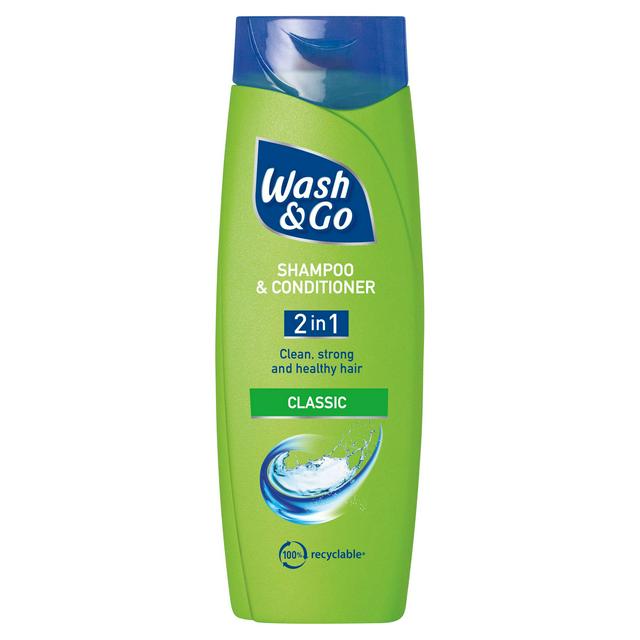 Wash
&Go
SHAMPOO
& CONDITIONER
2 in 1
Clean, strong
and healthy hair
CLASSIC
100% recyclable+